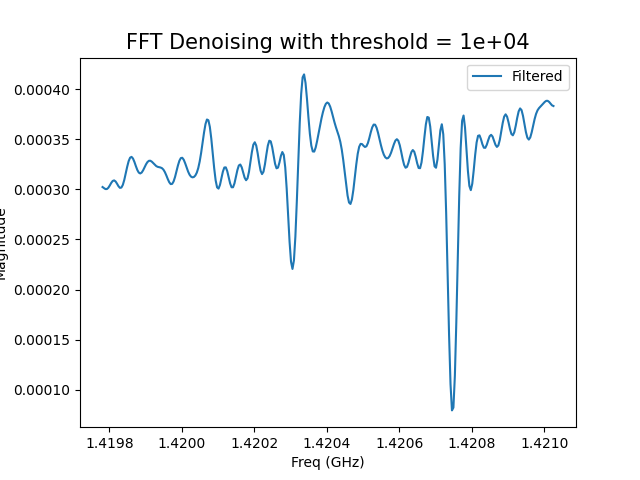 FFT Denoising with threshold = 1e+04
Filtered
0.00040
0.00035
0.00030
0.00025
0.00020
0.00015
0.00010
Magnitude
1.4198 1.4200 1.4202 1.4204 1.4206 1.4208 1.4210
Freq (GHz)